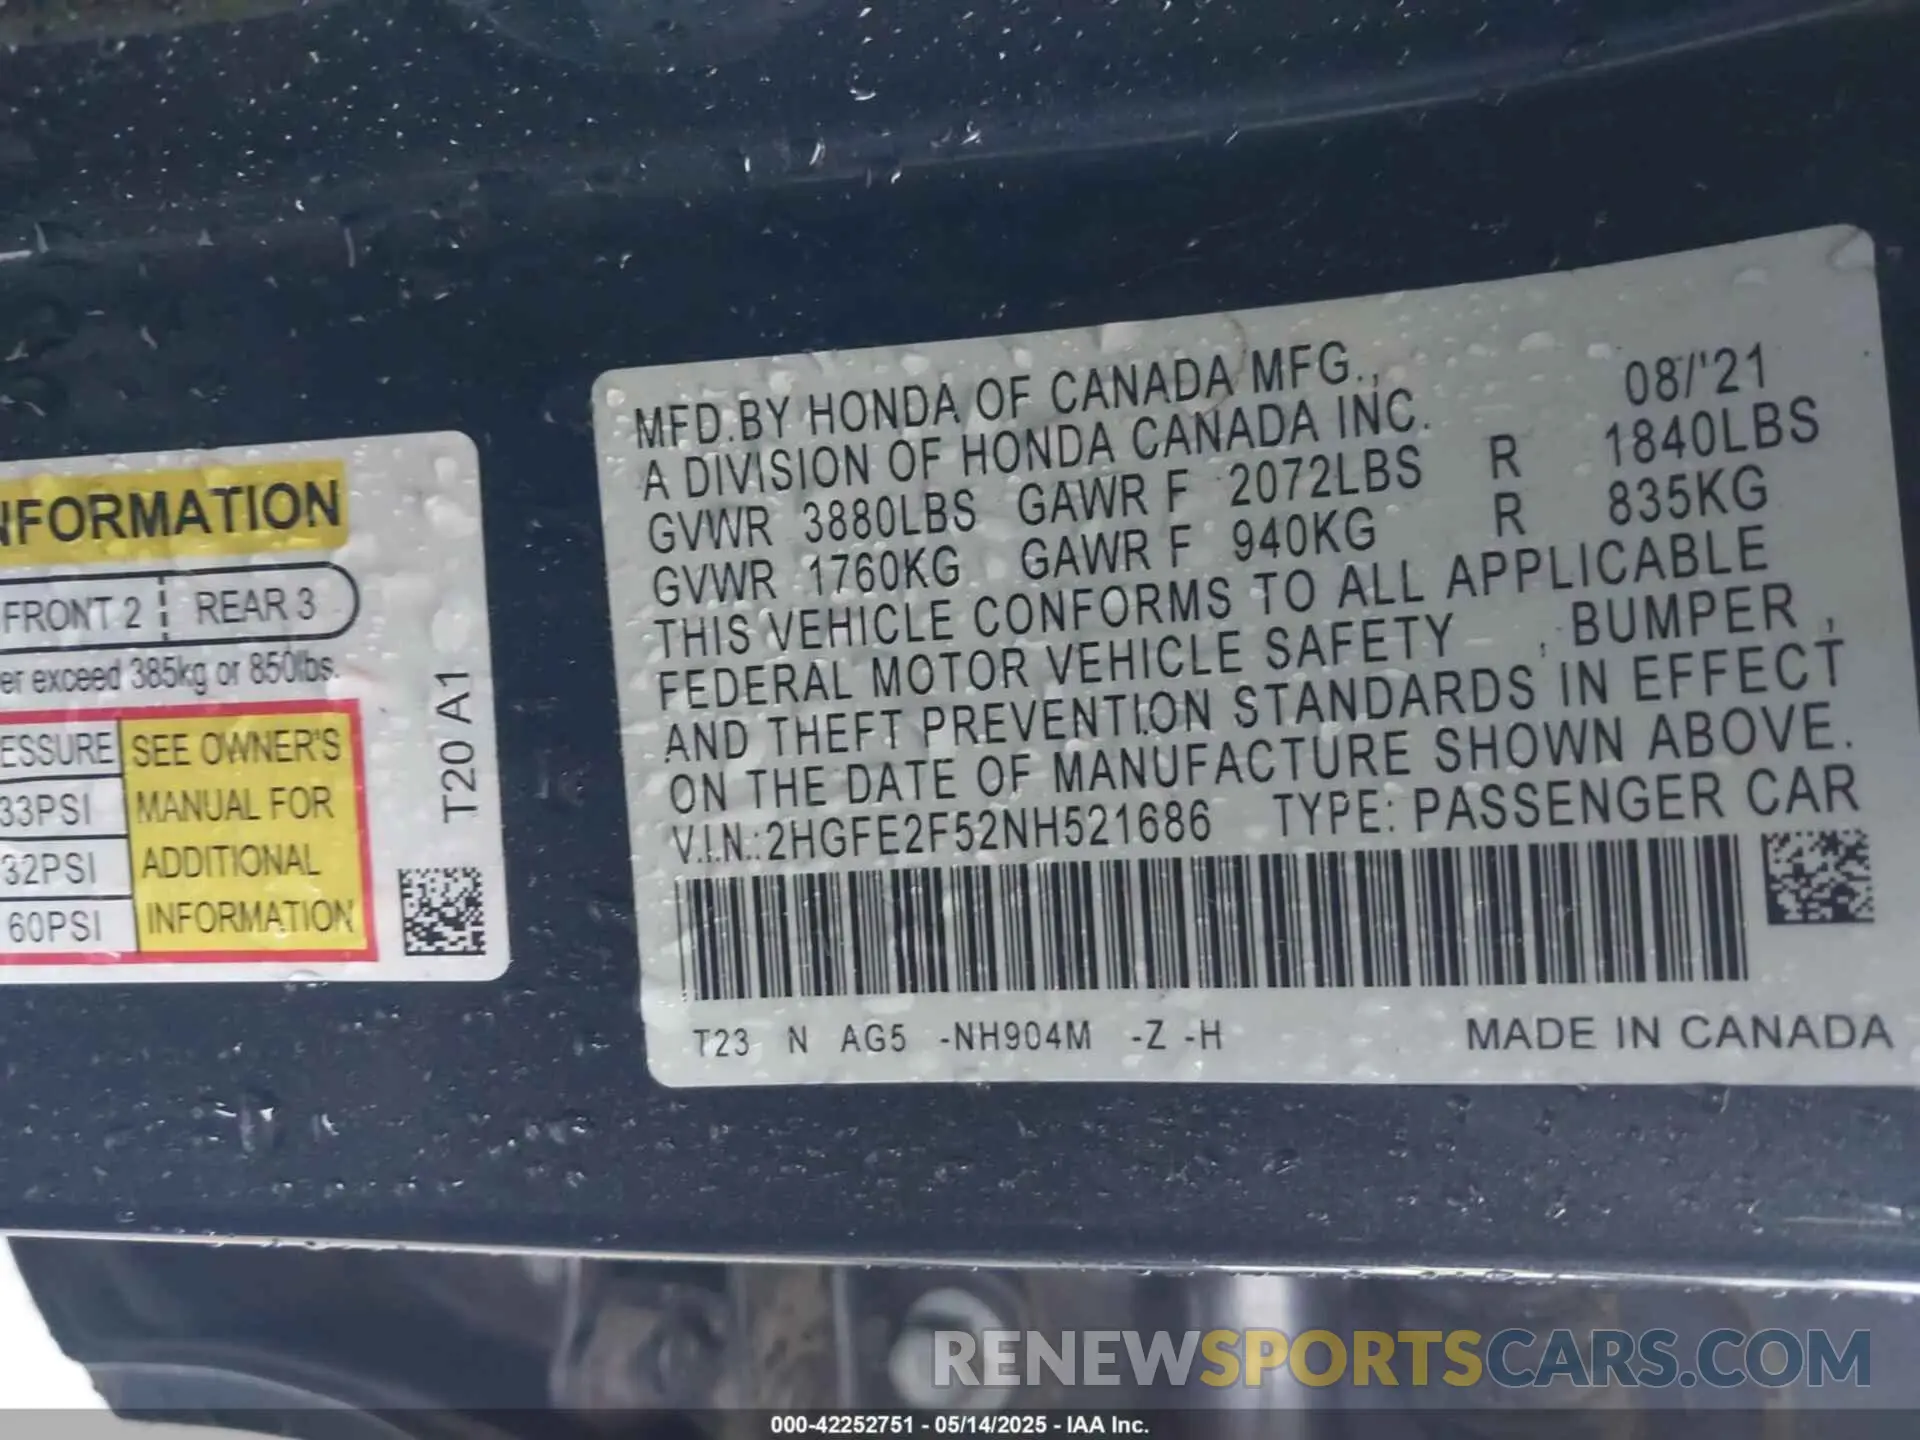 NFORMATION
FRONT 2 REAR 3
er exceed 385kg or 850lbs.
ESSURE SEE OWNER'S
33PSI MANUAL FOR
32PSI ADDITIONAL
60PSI INFORMATION
T20 A1
MFD.BY HONDA OF CANADA MFG., 08/'21
A DIVISION OF HONDA CANADA INC.
GVWR 3880LBS GAWR F 2072LBS R 1840LBS
GVWR 1760KG GAWR F 940KG R 835KG
THIS VEHICLE CONFORMS TO ALL APPLICABLE
FEDERAL MOTOR VEHICLE SAFETY , BUMPER ,
AND THEFT PREVENTION STANDARDS IN EFFECT
ON THE DATE OF MANUFACTURE SHOWN ABOVE.
V.I.N.:2HGFE2F52NH521686 TYPE: PASSENGER CAR
T23 N AG5 -NH904M -Z -H MADE IN CANADA
RENEWSPORTSCARS.COM
000-42252751 - 05/14/2025 - IAA Inc.